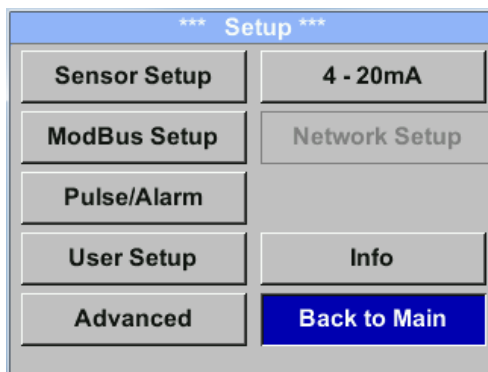 *** Setup ***
Sensor Setup
4 - 20mA
ModBus Setup
Network Setup
Pulse/Alarm
User Setup
Info
Advanced
Back to Main